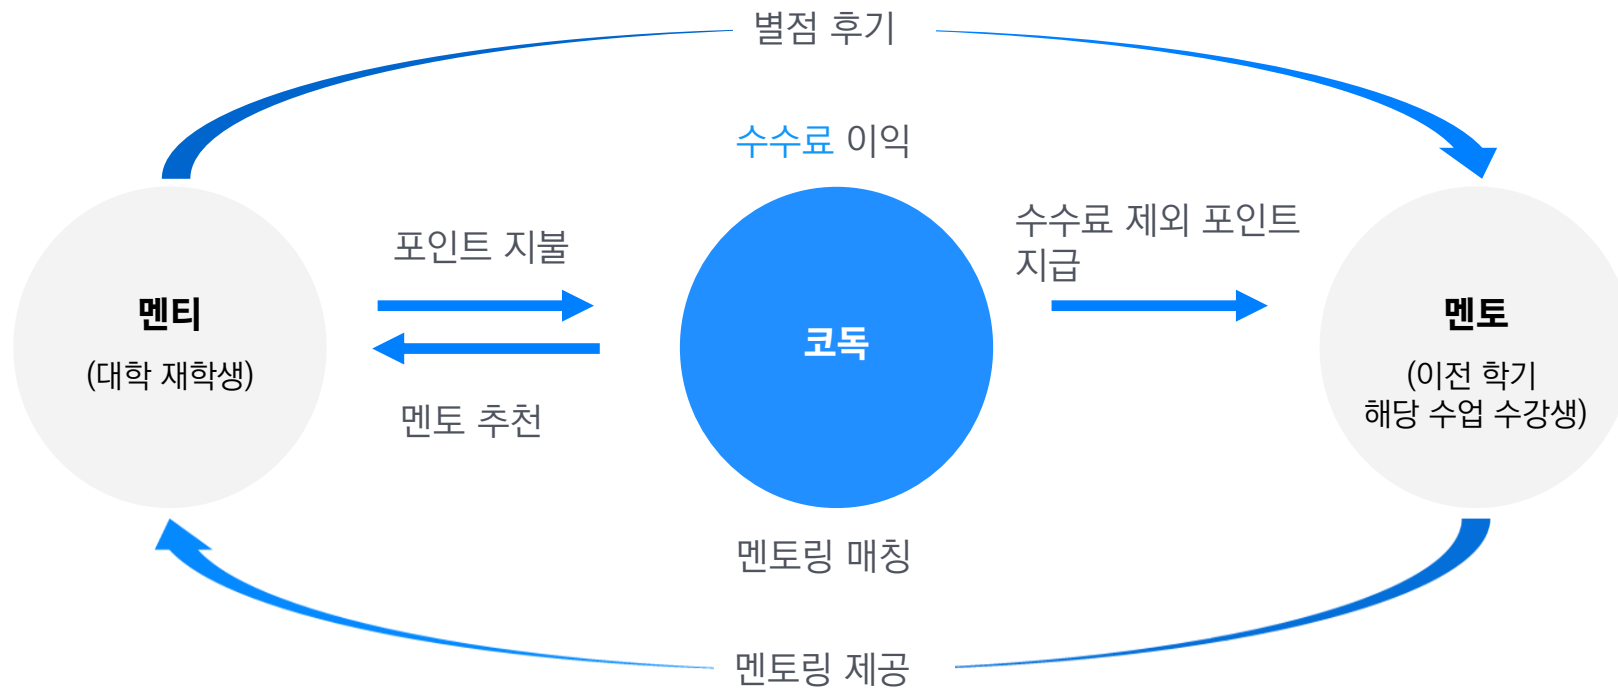 별점 후기
수수료 이익
수수료 제외 포인트
지급
포인트 지불
멘티
(대학 재학생)
코독
멘토
(이전 학기
해당 수업 수강생)
멘토 추천
멘토링 매칭
멘토링 제공